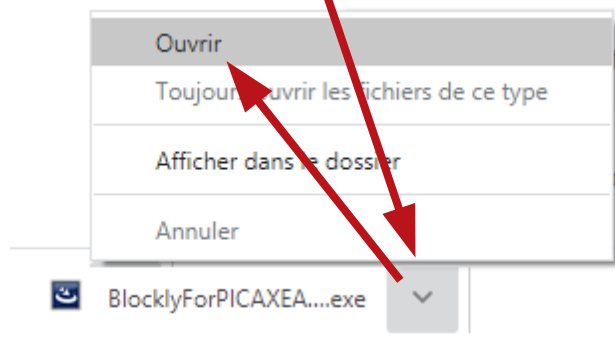 Ouvrir
Toujours ouvrir les fichiers de ce type
Afficher dans le dossier
Annuler
BlocklyForPICAXEA....exe